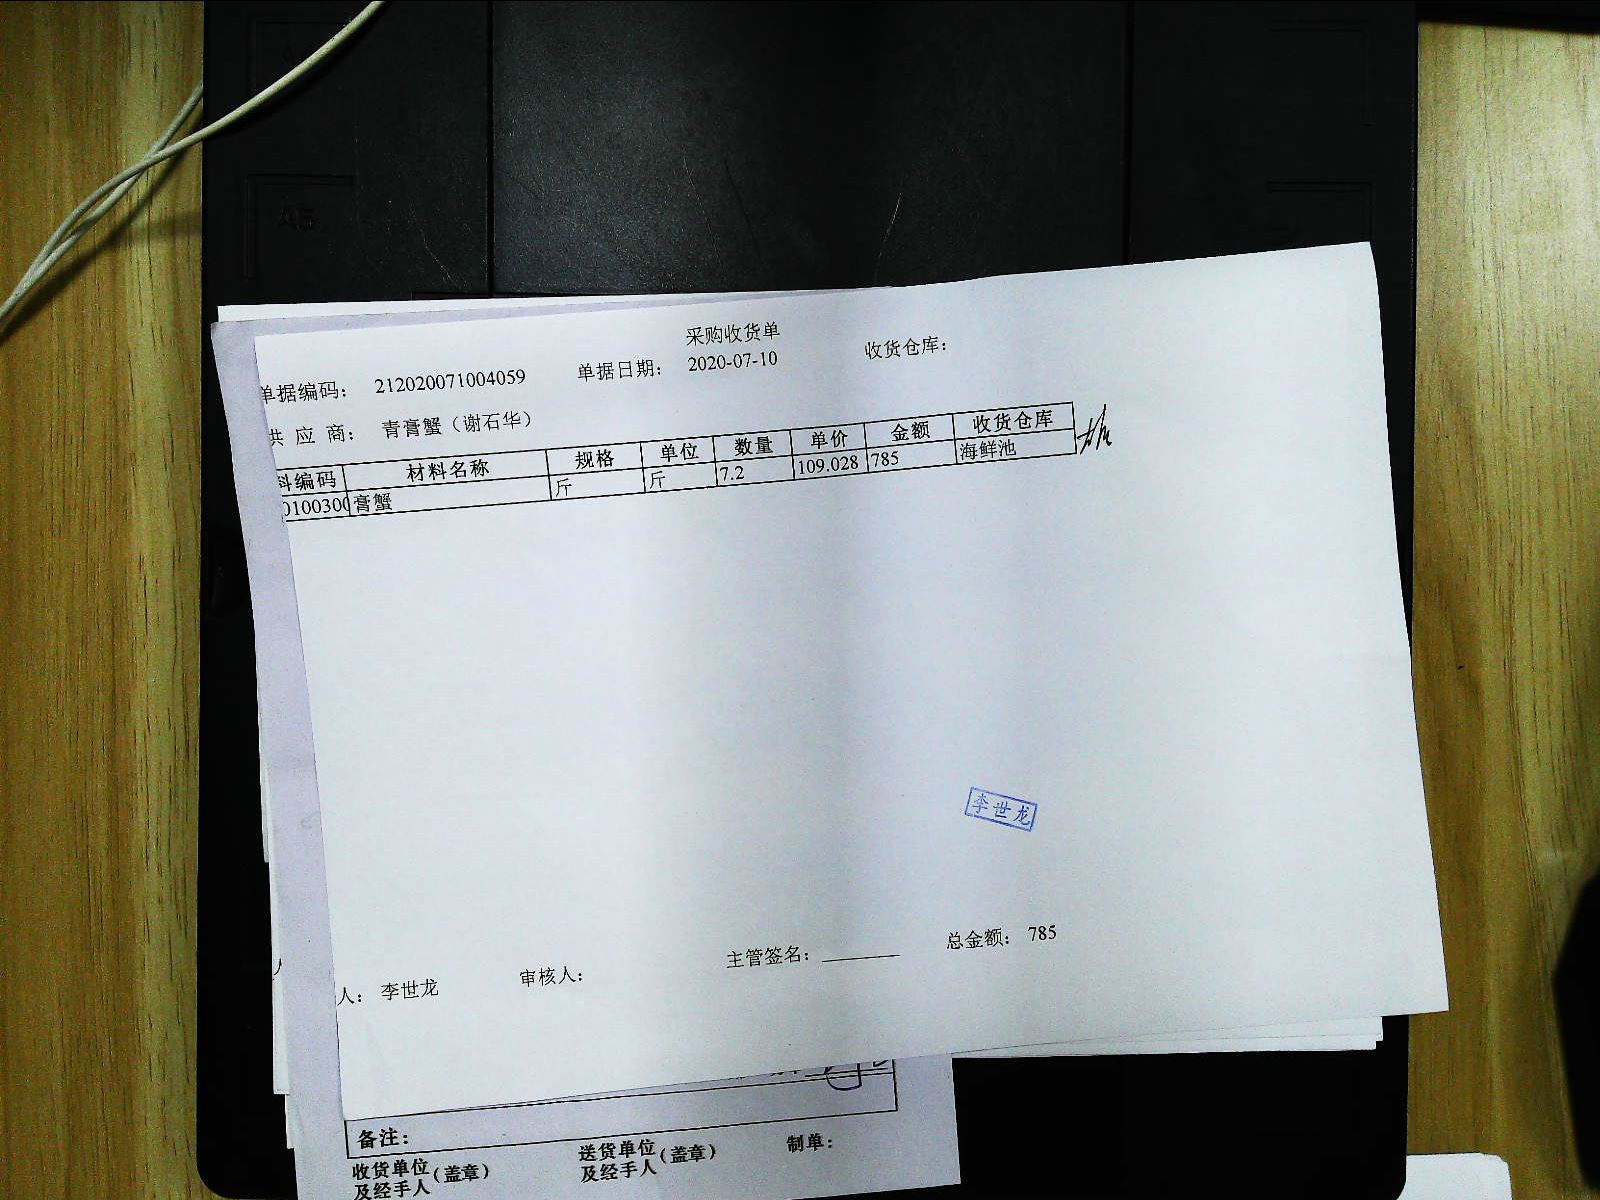 采购收货单
单据编码： 212020071004059 单据日期： 2020-07-10 收货仓库：
供 应 商： 青膏蟹（谢石华）
料编码 材料名称 规格 单位 数量 单价 金额 收货仓库
0100300 膏蟹 斤 斤 7.2 109.028 785 海鲜池
李世龙
人： 李世龙 审核人： 主管签名： 总金额： 785
备注：
收货单位及经手人（盖章） 送货单位及经手人（盖章） 制单：
A5